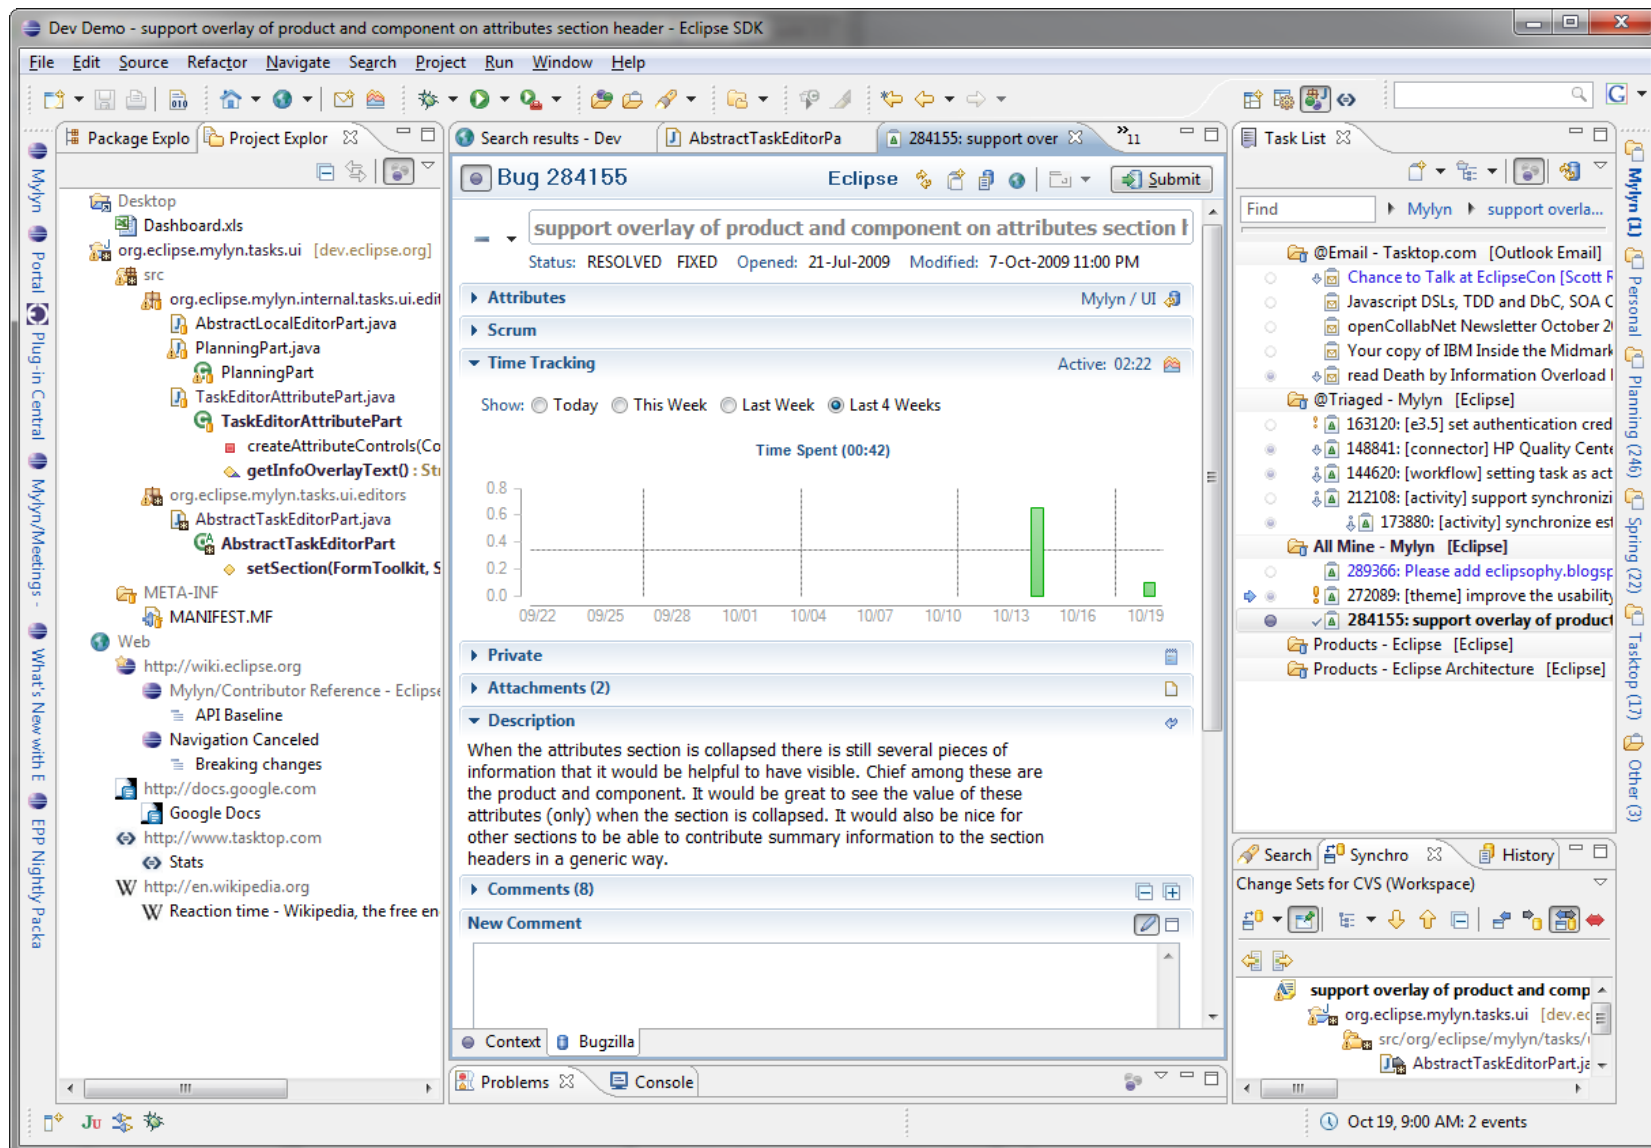 Dev Demo - support overlay of product and component on attributes section header - Eclipse SDK
File Edit Source Refactor Navigate Search Project Run Window Help
Package Explo
Project Explor
Desktop
Dashboard.xls
org.eclipse.mylyn.tasks.ui [dev.eclipse.org]
src
org.eclipse.mylyn.internal.tasks.ui.edit
AbstractLocalEditorPart.java
PlanningPart.java
PlanningPart
TaskEditorAttributePart.java
TaskEditorAttributePart
createAttributeControls(Co
getInfoOverlayText() : Stri
org.eclipse.mylyn.tasks.ui.editors
AbstractTaskEditorPart.java
AbstractTaskEditorPart
setSection(FormToolkit, S
META-INF
MANIFEST.MF
Web
http://wiki.eclipse.org
Mylyn/Contributor Reference - Eclipse
API Baseline
Navigation Canceled
Breaking changes
http://docs.google.com
Google Docs
http://www.tasktop.com
Stats
http://en.wikipedia.org
Reaction time - Wikipedia, the free en
Mylyn
Portal
Plug-in Central
Mylyn/Meetings -
What's New with E
EPP Nightly Packa
Search results - Dev
AbstractTaskEditorPa
284155: support over
»11
Bug 284155
Eclipse
Submit
support overlay of product and component on attributes section h
Status: RESOLVED FIXED Opened: 21-Jul-2009 Modified: 7-Oct-2009 11:00 PM
Attributes
Mylyn / UI
Scrum
Time Tracking
Active: 02:22
Show: Today This Week Last Week Last 4 Weeks
Time Spent (00:42)
0.8
0.6
0.4
0.2
0.0
09/22 09/25 09/28 10/01 10/04 10/07 10/10 10/13 10/16 10/19
Private
Attachments (2)
Description
When the attributes section is collapsed there is still several pieces of
information that it would be helpful to have visible. Chief among these are
the product and component. It would be great to see the value of these
attributes (only) when the section is collapsed. It would also be nice for
other sections to be able to contribute summary information to the section
headers in a generic way.
Comments (8)
New Comment
Context
Bugzilla
Problems
Console
Task List
Find
Mylyn
support overla...
@Email - Tasktop.com [Outlook Email]
Chance to Talk at EclipseCon [Scott R
Javascript DSLs, TDD and DbC, SOA C
openCollabNet Newsletter October 2
Your copy of IBM Inside the Midmark
read Death by Information Overload
@Triaged - Mylyn [Eclipse]
163120: [e3.5] set authentication cred
148841: [connector] HP Quality Cente
144620: [workflow] setting task as act
212108: [activity] support synchronizi
173880: [activity] synchronize est
All Mine - Mylyn [Eclipse]
289366: Please add eclipsophy.blogsp
272089: [theme] improve the usability
284155: support overlay of product
Products - Eclipse [Eclipse]
Products - Eclipse Architecture [Eclipse]
Mylyn (1)
Personal
Planning (246)
Spring (22)
Tasktop (17)
Other (3)
Search
Synchro
History
Change Sets for CVS (Workspace)
support overlay of product and comp
org.eclipse.mylyn.tasks.ui [dev.ec
src/org/eclipse/mylyn/tasks/
AbstractTaskEditorPart.ja
Ju
Oct 19, 9:00 AM: 2 events